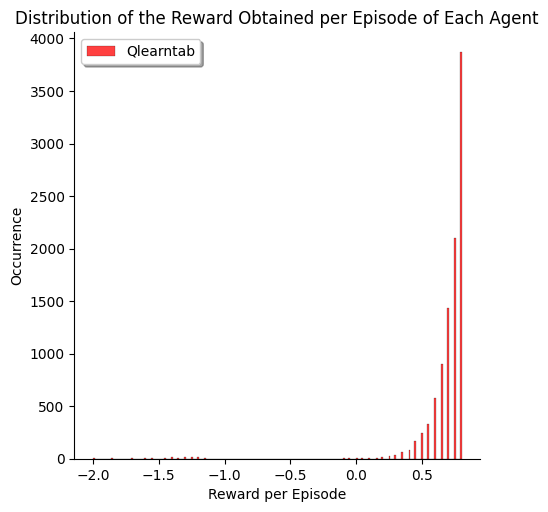 Distribution of the Reward Obtained per Episode of Each Agent
Qlearntab
4000
3500
3000
2500
2000
1500
1000
500
0
Occurrence
−2.0 −1.5 −1.0 −0.5 0.0 0.5
Reward per Episode